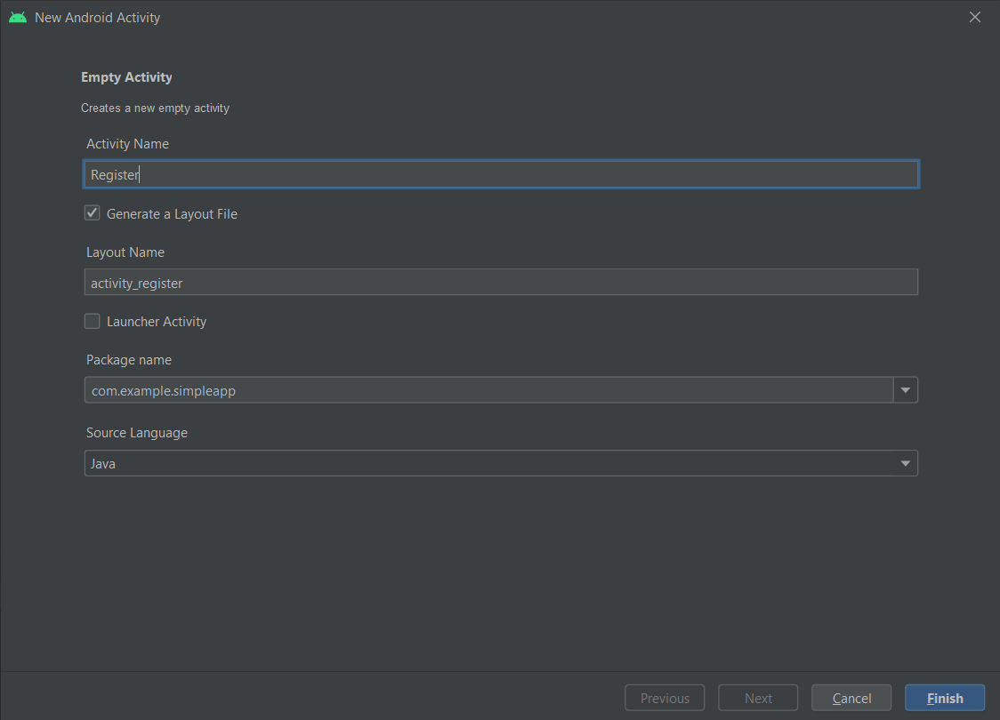 New Android Activity
Empty Activity
Creates a new empty activity
Activity Name
Register
Generate a Layout File
Layout Name
activity_register
Launcher Activity
Package name
com.example.simpleapp
Source Language
Java
Previous Next Cancel Finish